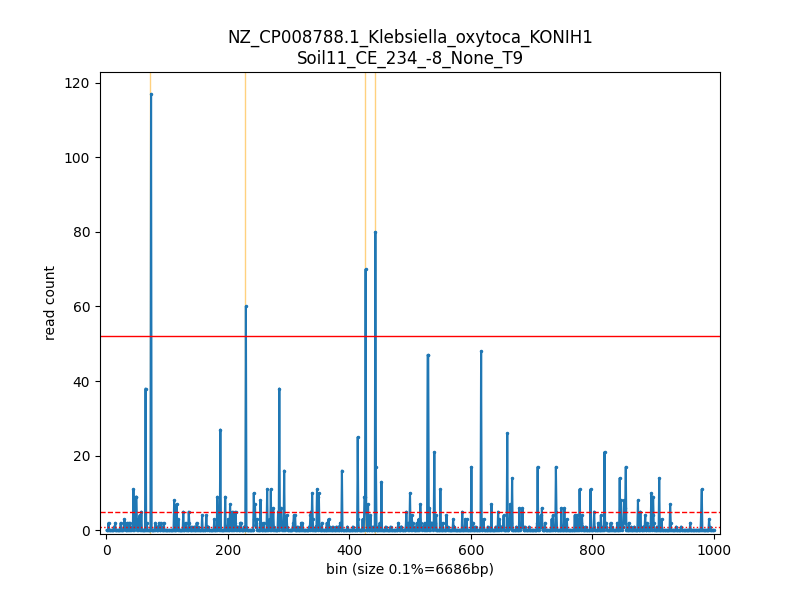 NZ_CP008788.1_Klebsiella_oxytoca_KONIH1
Soil11_CE_234_-8_None_T9
120
100
80
60
40
20
0
read count
0 200 400 600 800 1000
bin (size 0.1%=6686bp)